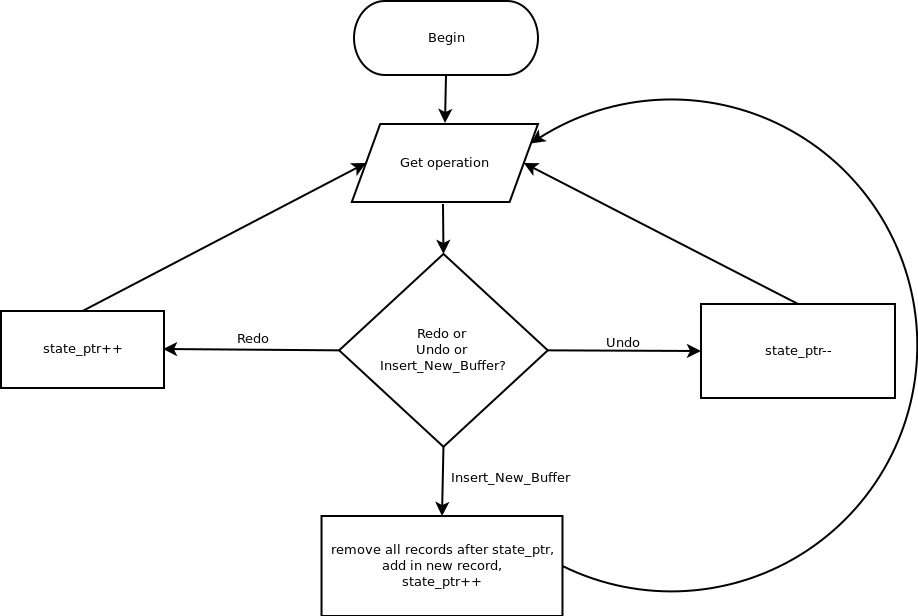 Begin
Get operation
Redo or
Undo or
Insert_New_Buffer?
Redo
Undo
state_ptr++
state_ptr--
Insert_New_Buffer
remove all records after state_ptr,
add in new record,
state_ptr++